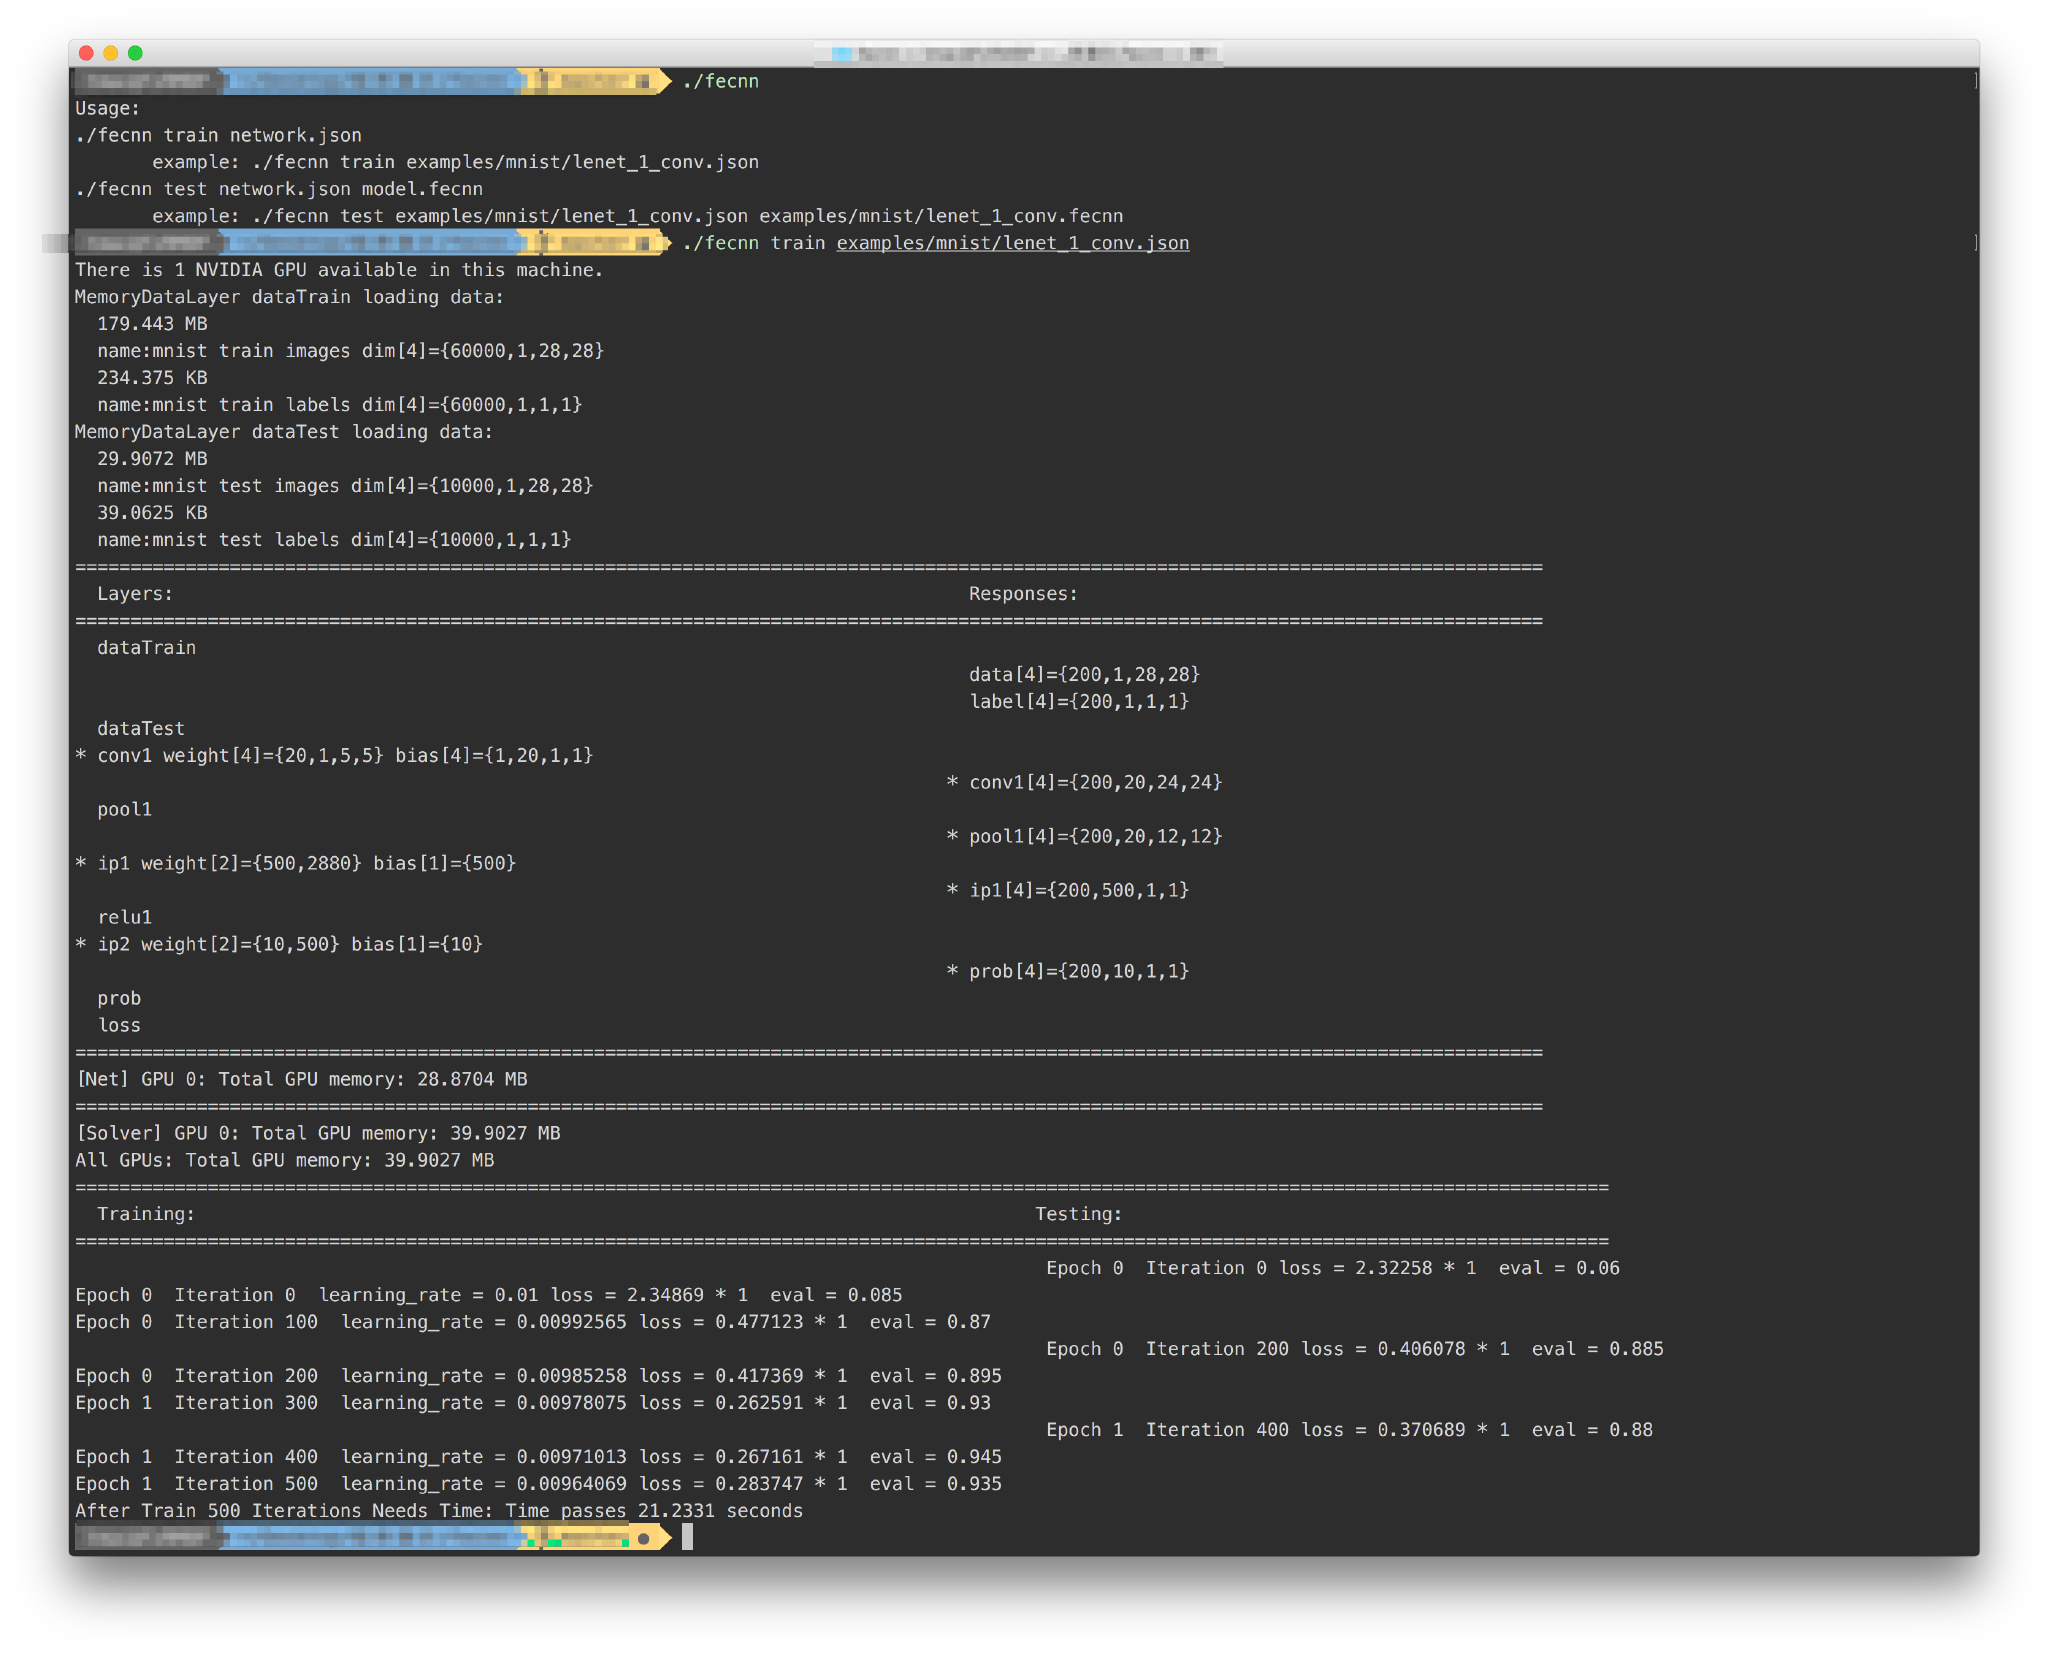 ./fecnn
Usage:
./fecnn train network.json
example: ./fecnn train examples/mnist/lenet_1_conv.json
./fecnn test network.json model.fecnn
example: ./fecnn test examples/mnist/lenet_1_conv.json examples/mnist/lenet_1_conv.fecnn
./fecnn train examples/mnist/lenet_1_conv.json
There is 1 NVIDIA GPU available in this machine.
MemoryDataLayer dataTrain loading data:
179.443 MB
name:mnist train images dim[4]={60000,1,28,28}
234.375 KB
name:mnist train labels dim[4]={60000,1,1,1}
MemoryDataLayer dataTest loading data:
29.9072 MB
name:mnist test images dim[4]={10000,1,28,28}
39.0625 KB
name:mnist test labels dim[4]={10000,1,1,1}
Layers: Responses:
dataTrain
data[4]={200,1,28,28}
label[4]={200,1,1,1}
dataTest
* conv1 weight[4]={20,1,5,5} bias[4]={1,20,1,1}
* conv1[4]={200,20,24,24}
pool1
* pool1[4]={200,20,12,12}
* ip1 weight[2]={500,2880} bias[1]={500}
* ip1[4]={200,500,1,1}
relu1
* ip2 weight[2]={10,500} bias[1]={10}
* prob[4]={200,10,1,1}
prob
loss
[Net] GPU 0: Total GPU memory: 28.8704 MB
[Solver] GPU 0: Total GPU memory: 39.9027 MB
All GPUs: Total GPU memory: 39.9027 MB
Training: Testing:
Epoch 0 Iteration 0 loss = 2.32258 * 1 eval = 0.06
Epoch 0 Iteration 0 learning_rate = 0.01 loss = 2.34869 * 1 eval = 0.085
Epoch 0 Iteration 100 learning_rate = 0.00992565 loss = 0.477123 * 1 eval = 0.87
Epoch 0 Iteration 200 loss = 0.406078 * 1 eval = 0.885
Epoch 0 Iteration 200 learning_rate = 0.00985258 loss = 0.417369 * 1 eval = 0.895
Epoch 1 Iteration 300 learning_rate = 0.00978075 loss = 0.262591 * 1 eval = 0.93
Epoch 1 Iteration 400 loss = 0.370689 * 1 eval = 0.88
Epoch 1 Iteration 400 learning_rate = 0.00971013 loss = 0.267161 * 1 eval = 0.945
Epoch 1 Iteration 500 learning_rate = 0.00964069 loss = 0.283747 * 1 eval = 0.935
After Train 500 Iterations Needs Time: Time passes 21.2331 seconds